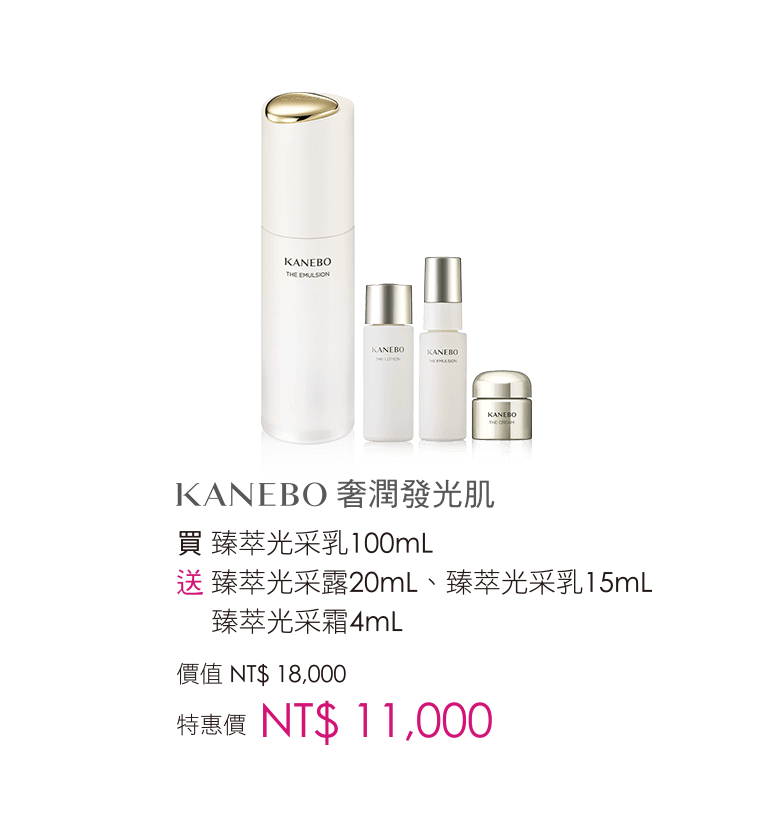 KANEBO
THE EMULSION
KANEBO
THE LOTION
KANEBO
THE EMULSION
KANEBO
THE CREAM
KANEBO 奢潤發光肌
買 臻萃光采乳100mL
送 臻萃光采露20mL、臻萃光采乳15mL
臻萃光采霜4mL
價值 NT$ 18,000
特惠價 NT$ 11,000